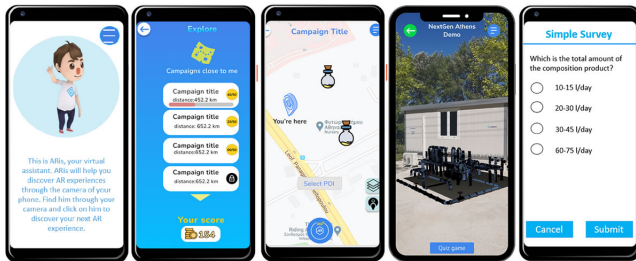 This is ARis, your virtual
assistant. ARis will help you
discover AR experiences
through the camera of your
phone. Find him through your
camera and click on him to
discover your next AR
experience.
Explore
Campaigns close to me
Campaign title
distance:452.2 km
Campaign title
distance: 652.2 km
Campaign title
distance:652.2 km
Campaign title
distance:652.2 km
Your score
154
Campaign Title
You're here
Select POI
NextGen Athens
Demo
Quiz game
Simple Survey
Which is the total amount of
the composition product?
10-15 l/day
20-30 l/day
30-45 l/day
60-75 l/day
Cancel
Submit